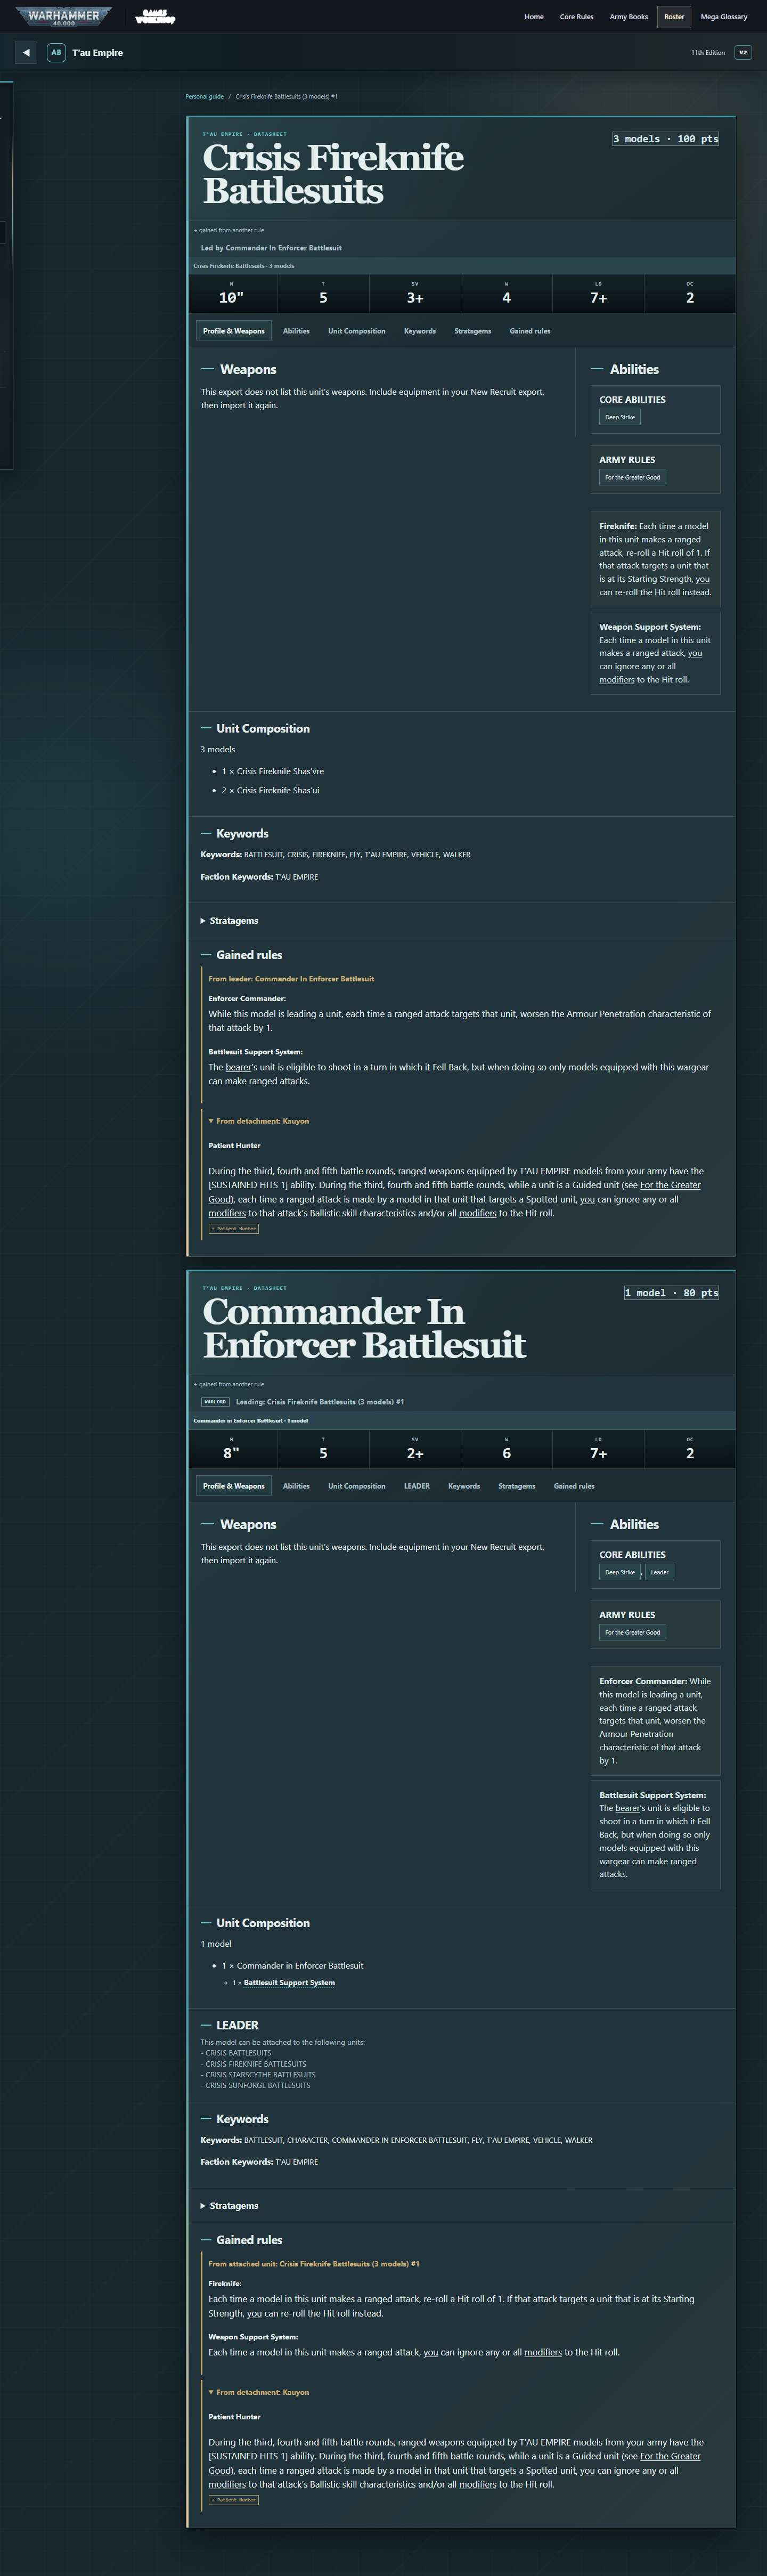 WARHAMMER
40,000
GAMES
WORKSHOP
Home
Core Rules
Army Books
Roster
Mega Glossary
◀
AB
T'au Empire
11th Edition
V2
Personal guide / Crisis Fireknife Battlesuits (3 models) #1
T'AU EMPIRE · DATASHEET
3 models · 100 pts
Crisis Fireknife
Battlesuits
+ gained from another rule
Led by Commander In Enforcer Battlesuit
Crisis Fireknife Battlesuits · 3 models
M
T
SV
W
LD
OC
10"
5
3+
4
7+
2
Profile & Weapons
Abilities
Unit Composition
Keywords
Stratagems
Gained rules
Weapons
This export does not list this unit's weapons. Include equipment in your New Recruit export,
then import it again.
Abilities
CORE ABILITIES
Deep Strike
ARMY RULES
For the Greater Good
Fireknife: Each time a model
in this unit makes a ranged
attack, re-roll a Hit roll of 1. If
that attack targets a unit that
is at its Starting Strength, you
can re-roll the Hit roll instead.
Weapon Support System:
Each time a model in this unit
makes a ranged attack, you
can ignore any or all
modifiers to the Hit roll.
Unit Composition
3 models
• 1 × Crisis Fireknife Shas'vre
• 2 × Crisis Fireknife Shas'ui
Keywords
Keywords: BATTLESUIT, CRISIS, FIREKNIFE, FLY, T'AU EMPIRE, VEHICLE, WALKER
Faction Keywords: T'AU EMPIRE
▶ Stratagems
Gained rules
From leader: Commander In Enforcer Battlesuit
Enforcer Commander:
While this model is leading a unit, each time a ranged attack targets that unit, worsen the Armour Penetration characteristic of
that attack by 1.
Battlesuit Support System:
The bearer's unit is eligible to shoot in a turn in which it Fell Back, but when doing so only models equipped with this wargear
can make ranged attacks.
▼ From detachment: Kauyon
Patient Hunter
During the third, fourth and fifth battle rounds, ranged weapons equipped by T'AU EMPIRE models from your army have the
[SUSTAINED HITS 1] ability. During the third, fourth and fifth battle rounds, while a unit is a Guided unit (see For the Greater
Good), each time a ranged attack is made by a model in that unit that targets a Spotted unit, you can ignore any or all
modifiers to that attack's Ballistic skill characteristics and/or all modifiers to the Hit roll.
+ Patient Hunter
T'AU EMPIRE · DATASHEET
1 model · 80 pts
Commander In
Enforcer Battlesuit
+ gained from another rule
WARLORD
Leading: Crisis Fireknife Battlesuits (3 models) #1
Commander in Enforcer Battlesuit · 1 model
M
T
SV
W
LD
OC
8"
5
2+
6
7+
2
Profile & Weapons
Abilities
Unit Composition
LEADER
Keywords
Stratagems
Gained rules
Weapons
This export does not list this unit's weapons. Include equipment in your New Recruit export,
then import it again.
Abilities
CORE ABILITIES
Deep Strike, Leader
ARMY RULES
For the Greater Good
Enforcer Commander: While
this model is leading a unit,
each time a ranged attack
targets that unit, worsen the
Armour Penetration
characteristic of that attack
by 1.
Battlesuit Support System:
The bearer's unit is eligible to
shoot in a turn in which it Fell
Back, but when doing so only
models equipped with this
wargear can make ranged
attacks.
Unit Composition
1 model
• 1 × Commander in Enforcer Battlesuit
1 × Battlesuit Support System
LEADER
This model can be attached to the following units:
- CRISIS BATTLESUITS
- CRISIS FIREKNIFE BATTLESUITS
- CRISIS STARSCYTHE BATTLESUITS
- CRISIS SUNFORGE BATTLESUITS
Keywords
Keywords: BATTLESUIT, CHARACTER, COMMANDER IN ENFORCER BATTLESUIT, FLY, T'AU EMPIRE, VEHICLE, WALKER
Faction Keywords: T'AU EMPIRE
▶ Stratagems
Gained rules
From attached unit: Crisis Fireknife Battlesuits (3 models) #1
Fireknife:
Each time a model in this unit makes a ranged attack, re-roll a Hit roll of 1. If that attack targets a unit that is at its Starting
Strength, you can re-roll the Hit roll instead.
Weapon Support System:
Each time a model in this unit makes a ranged attack, you can ignore any or all modifiers to the Hit roll.
▼ From detachment: Kauyon
Patient Hunter
During the third, fourth and fifth battle rounds, ranged weapons equipped by T'AU EMPIRE models from your army have the
[SUSTAINED HITS 1] ability. During the third, fourth and fifth battle rounds, while a unit is a Guided unit (see For the Greater
Good), each time a ranged attack is made by a model in that unit that targets a Spotted unit, you can ignore any or all
modifiers to that attack's Ballistic skill characteristics and/or all modifiers to the Hit roll.
+ Patient Hunter